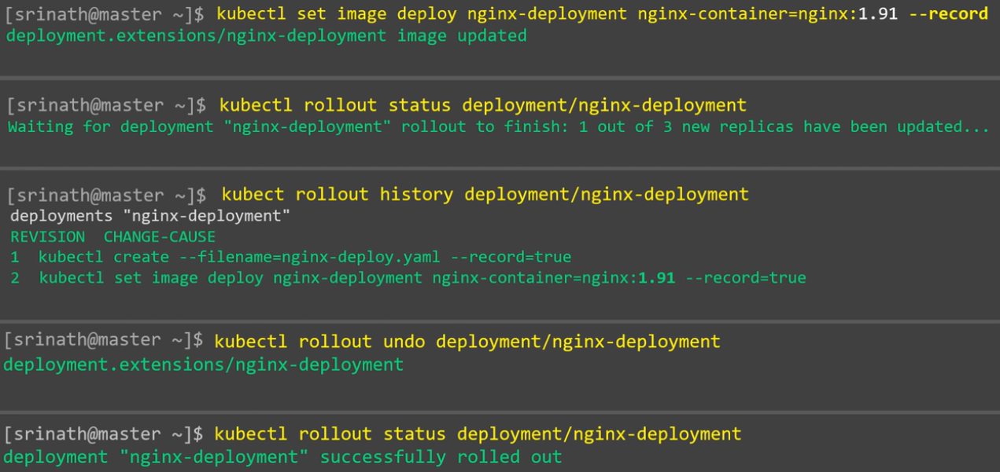 [srinath@master ~]$ kubectl set image deploy nginx-deployment nginx-container=nginx:1.91 --record
deployment.extensions/nginx-deployment image updated
[srinath@master ~]$ kubectl rollout status deployment/nginx-deployment
Waiting for deployment "nginx-deployment" rollout to finish: 1 out of 3 new replicas have been updated...
[srinath@master ~]$ kubect rollout history deployment/nginx-deployment
deployments "nginx-deployment"
REVISION CHANGE-CAUSE
1 kubectl create --filename=nginx-deploy.yaml --record=true
2 kubectl set image deploy nginx-deployment nginx-container=nginx:1.91 --record=true
[srinath@master ~]$ kubectl rollout undo deployment/nginx-deployment
deployment.extensions/nginx-deployment
[srinath@master ~]$ kubectl rollout status deployment/nginx-deployment
deployment "nginx-deployment" successfully rolled out